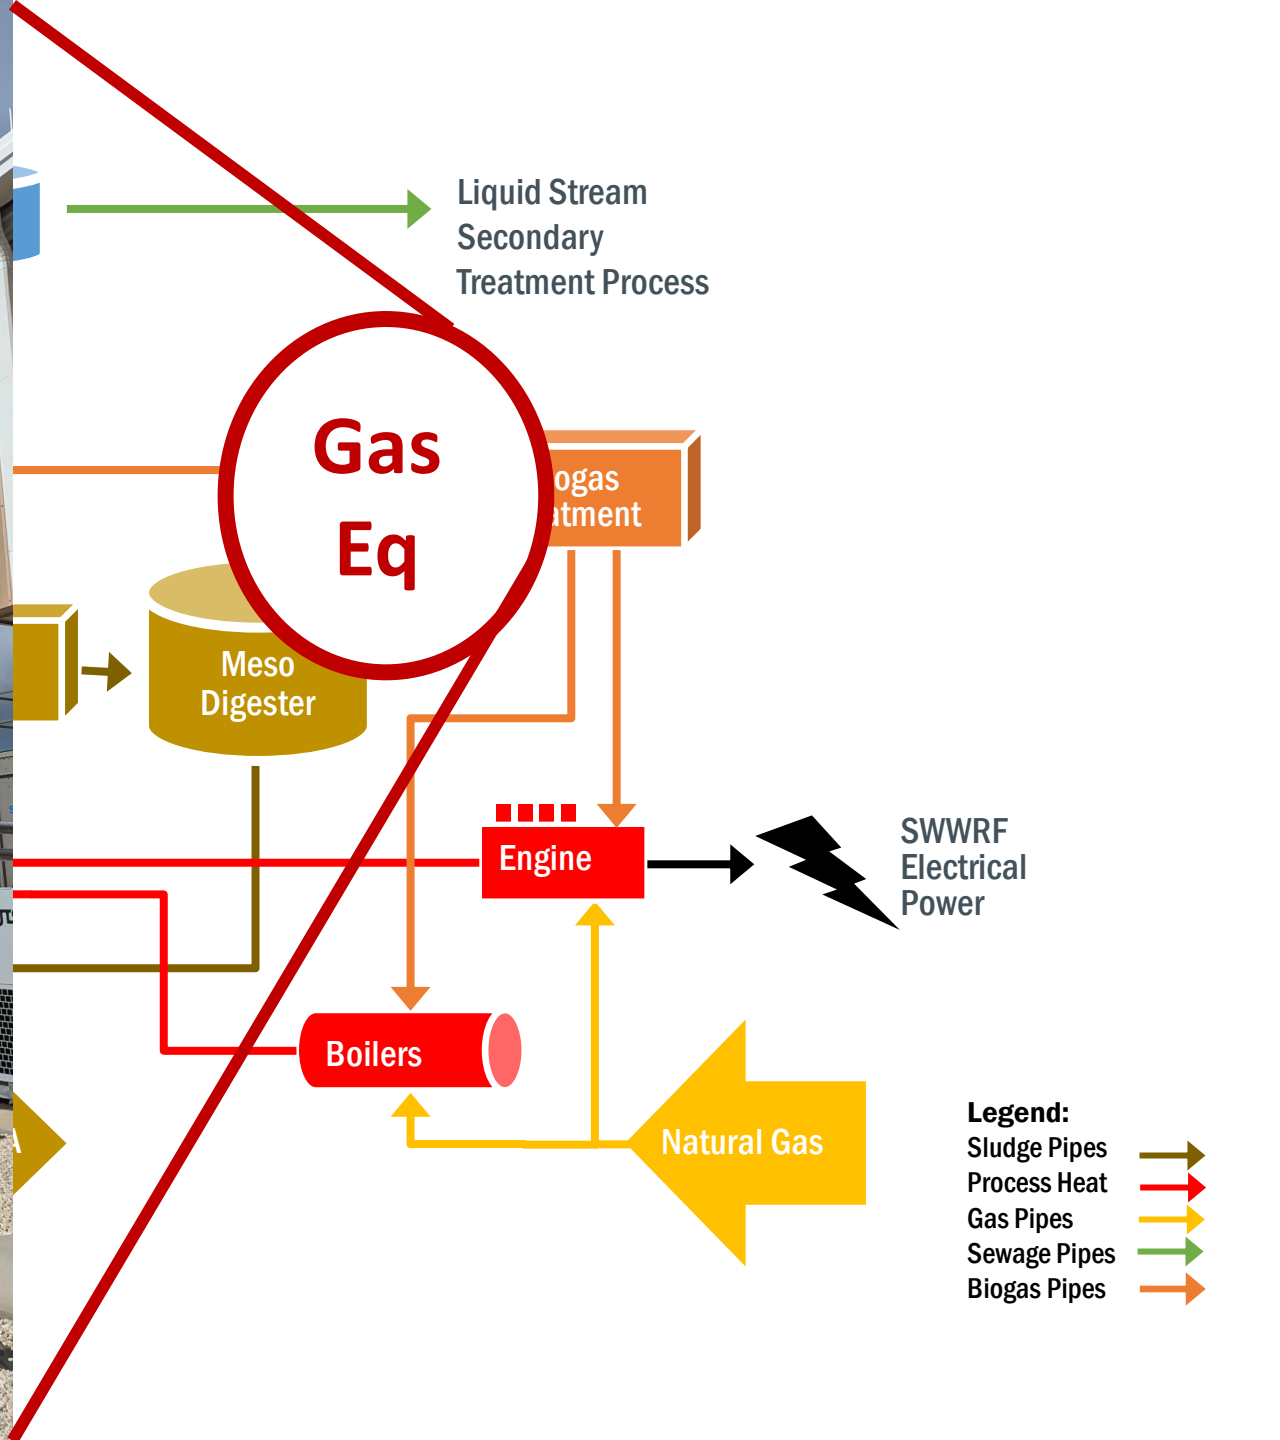 Liquid Stream
Secondary
Treatment Process
Gas
Eq
ogas
atment
Meso
Digester
Engine
SWWRF
Electrical
Power
Boilers
Natural Gas
A
Legend:
Sludge Pipes
Process Heat
Gas Pipes
Sewage Pipes
Biogas Pipes